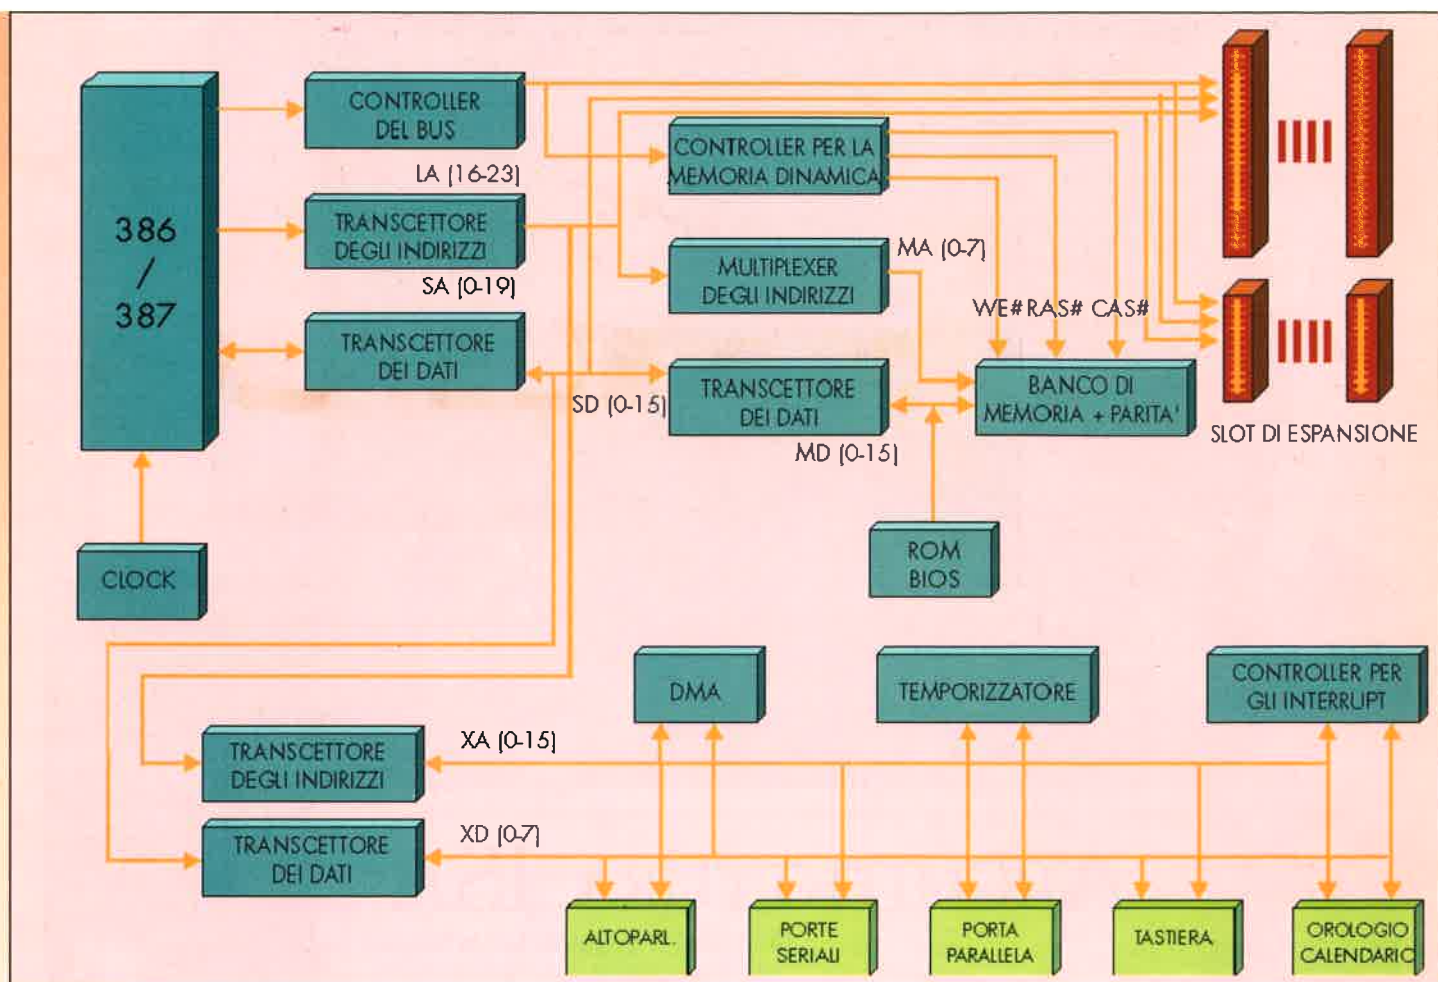 386
/
387
CONTROLLER
DEL BUS
LA (16-23)
TRANSCETTORE
DEGLI INDIRIZZI
SA (0-19)
TRANSCETTORE
DEI DATI
CONTROLLER PER LA
MEMORIA DINAMICA
MULTIPLEXER
DEGLI INDIRIZZI
MA (0-7)
WE# RAS# CAS#
SD (0-15)
TRANSCETTORE
DEI DATI
MD (0-15)
BANCO DI
MEMORIA + PARITA'
SLOT DI ESPANSIONE
CLOCK
ROM
BIOS
DMA
TEMPORIZZATORE
CONTROLLER PER
GLI INTERRUPT
TRANSCETTORE
DEGLI INDIRIZZI
XA (0-15)
TRANSCETTORE
DEI DATI
XD (0-7)
ALTOPARL.
PORTE
SERIALI
PORTA
PARALLELA
TASTIERA
OROLOGIO
CALENDARIO